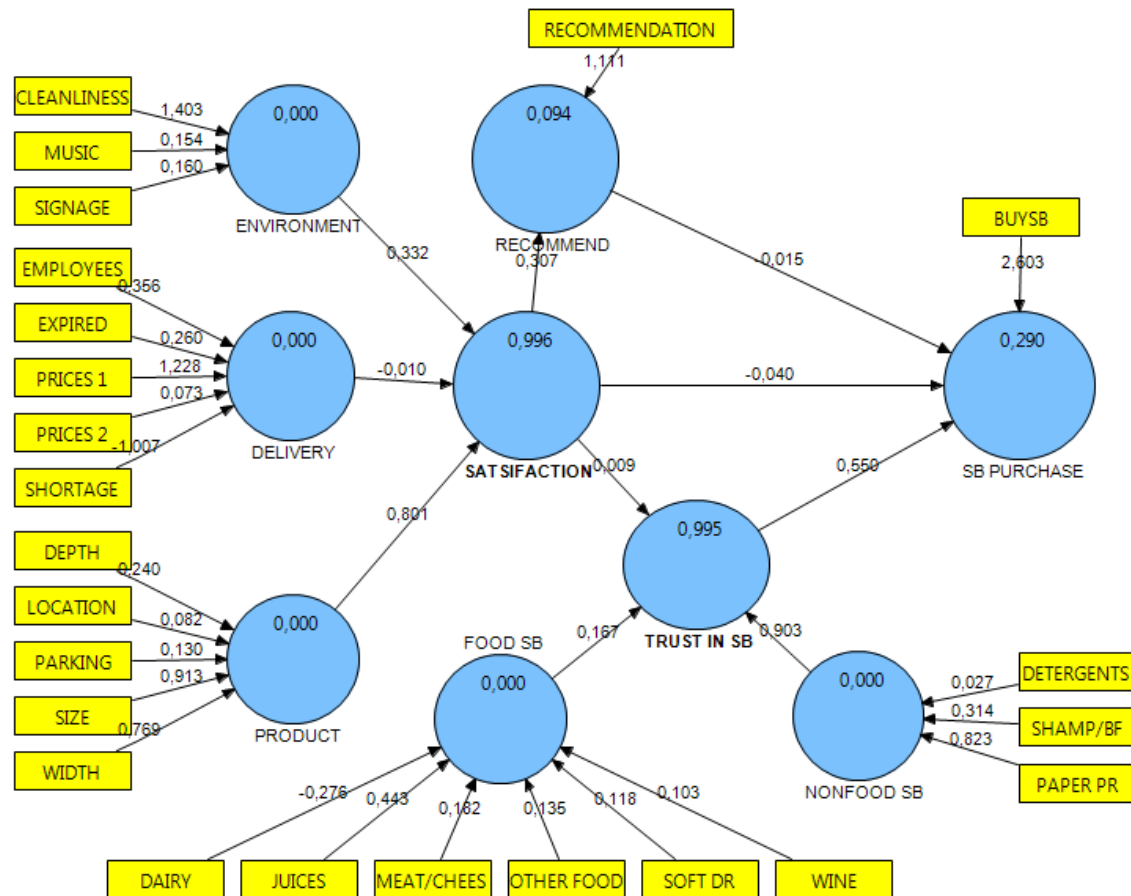 RECOMMENDATION
1,111
CLEANLINESS
1,403
MUSIC
0,154
SIGNAGE
0,160
0,000
ENVIRONMENT
0,094
RECOMMEND
0,332
0,307
-0,015
BUYSB
2,603
EMPLOYEES
0,356
EXPIRED
0,260
PRICES 1
1,228
PRICES 2
0,073
SHORTAGE
-1,007
0,000
DELIVERY
-0,010
0,996
SATSIFACTION
-0,040
0,290
SB PURCHASE
0,009
0,550
0,801
DEPTH
0,240
LOCATION
0,082
PARKING
0,130
SIZE
0,913
WIDTH
0,769
0,000
PRODUCT
0,995
TRUST IN SB
0,167
0,903
FOOD SB
0,000
0,000
NONFOOD SB
DETERGENTS
0,027
SHAMP/BF
0,314
PAPER PR
0,823
-0,276
0,443
0,182
0,135
0,118
0,103
DAIRY
JUICES
MEAT/CHEES
OTHER FOOD
SOFT DR
WINE